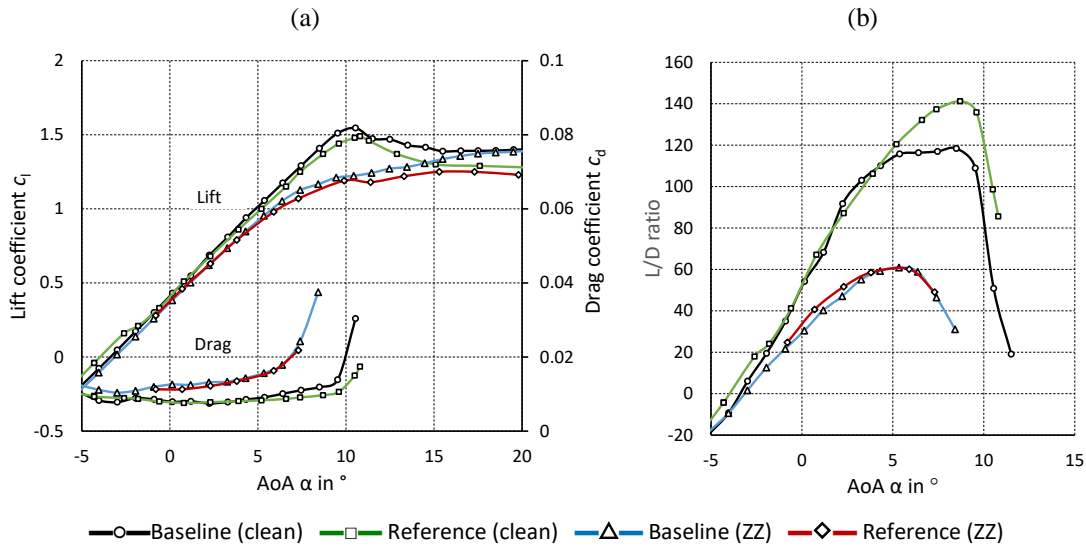 (a)
(b)
2
1.5
1
0.5
0
-0.5
Lift coefficient cl
0.1
0.08
0.06
0.04
0.02
0
Drag coefficient cd
Lift
Drag
-5 0 5 10 15 20
AoA α in °
160
140
120
100
80
60
40
20
0
-20
L/D ratio
-5 0 5 10 15
AoA α in °
Baseline (clean) Reference (clean) Baseline (ZZ) Reference (ZZ)